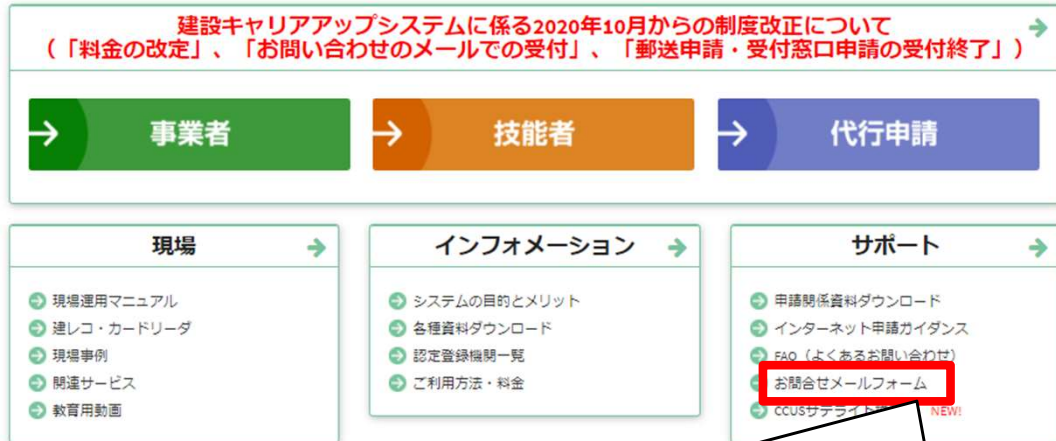 建設キャリアアップシステムに係る2020年10月からの制度改正について
（「料金の改定」、「お問い合わせのメールでの受付」、「郵送申請・受付窓口申請の受付終了」）
事業者
技能者
代行申請
現場
現場運用マニュアル
建レコ・カードリーダ
現場事例
関連サービス
教育用動画
インフォメーション
システムの目的とメリット
各種資料ダウンロード
認定登録機関一覧
ご利用方法・料金
サポート
申請関係資料ダウンロード
インターネット申請ガイダンス
FAQ（よくあるお問い合わせ）
お問合せメールフォーム
CCUSサテライト NEW!